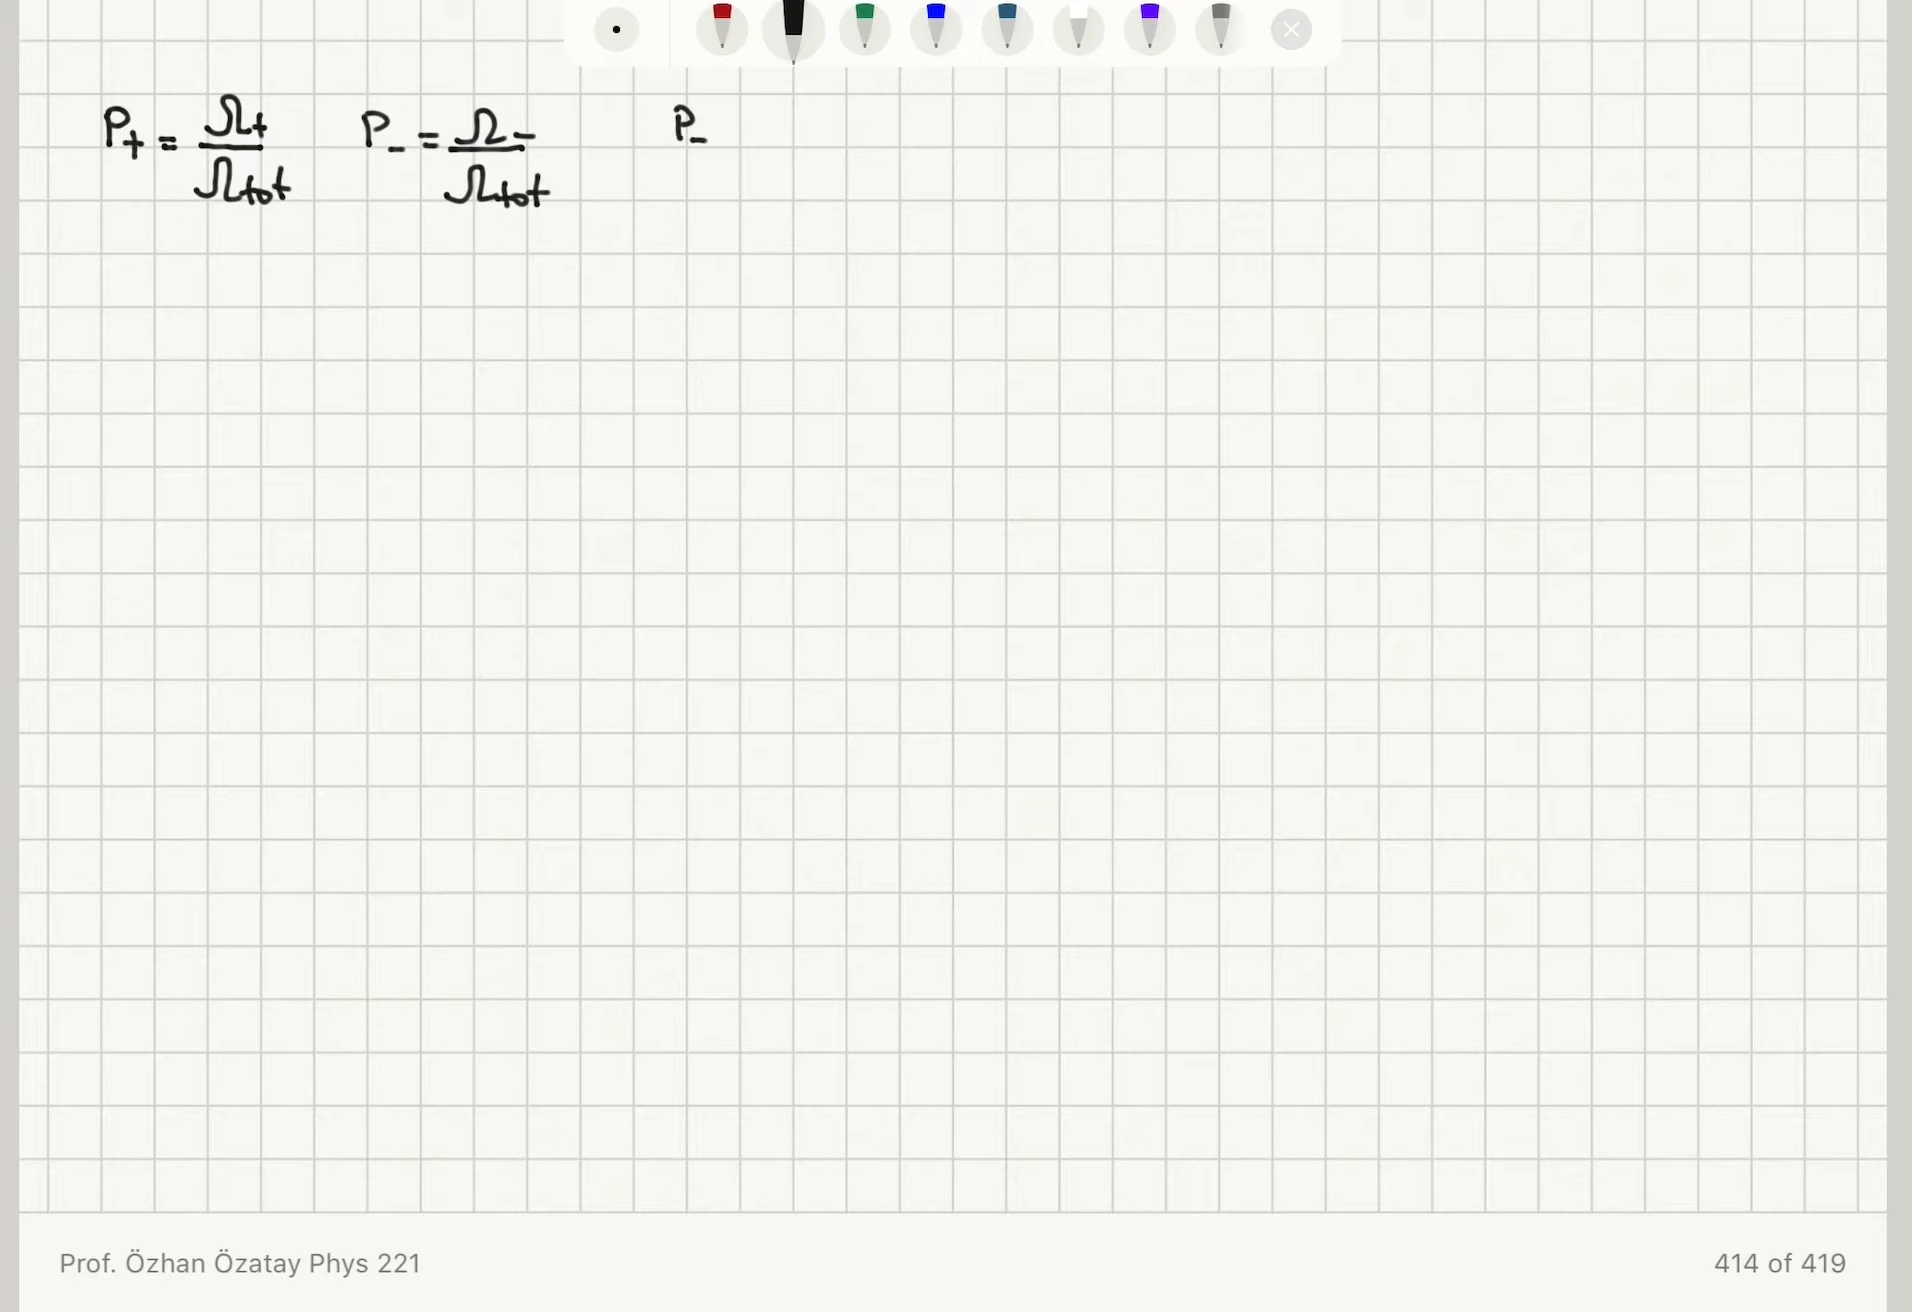 P₊ = Ω₊/Ωtot P₋ = Ω₋/Ωtot P₋
Prof. Özhan Özatay Phys 221 414 of 419